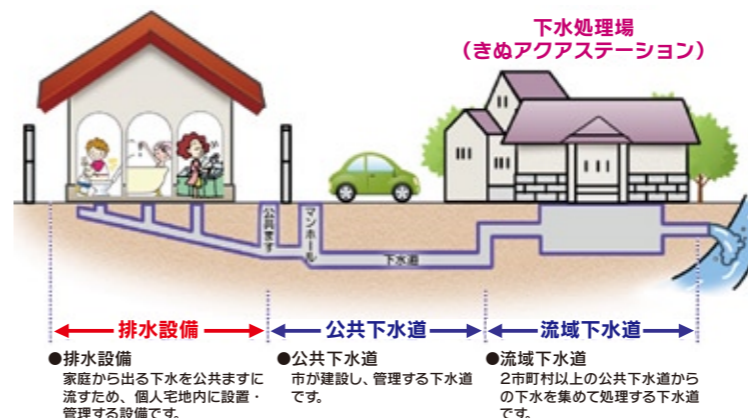 下水処理場
（きぬアクアステーション）
公共ます
マンホール
下水道
排水設備
公共下水道
流域下水道
●排水設備
家庭から出る下水を公共ますに
流すため、個人宅地内に設置・
管理する設備です。
●公共下水道
市が建設し、管理する下水道
です。
●流域下水道
2市町村以上の公共下水道から
の下水を集めて処理する下水道
です。